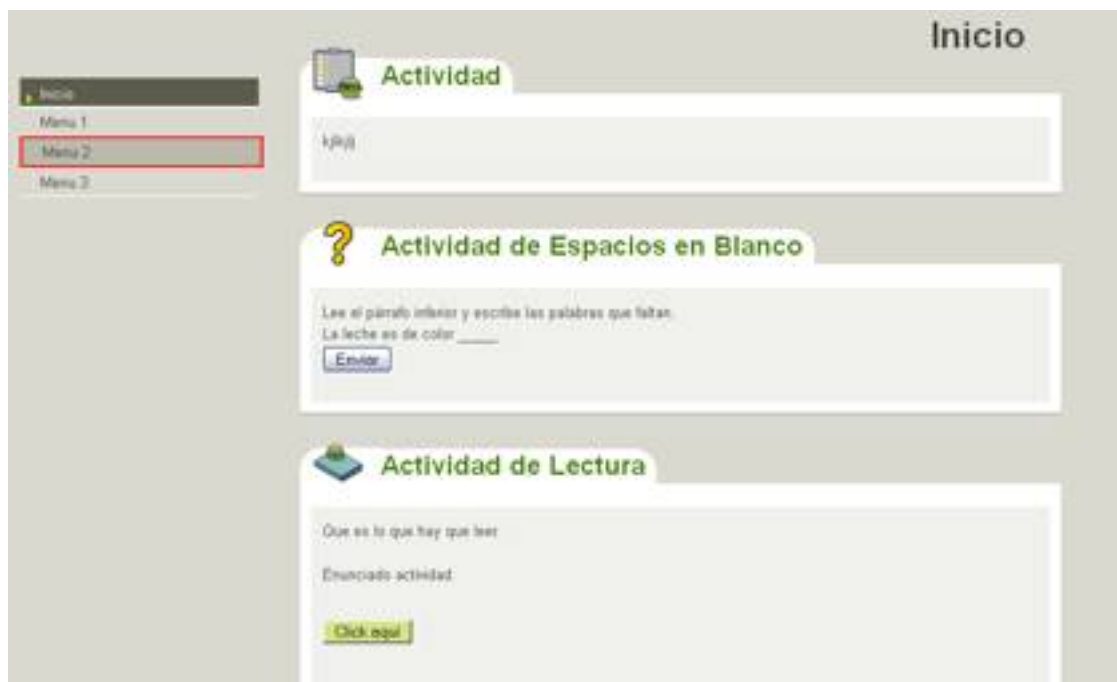 Inicio
Inicio
Menu 1
Menu 2
Menu 3
Actividad
Actividad de Espacios en Blanco
Lee el párrafo inferior y escribe las palabras que faltan.
La leche es de color _____
Enviar
Actividad de Lectura
Que es lo que hay que leer
Enunciado actividad
Click aquí